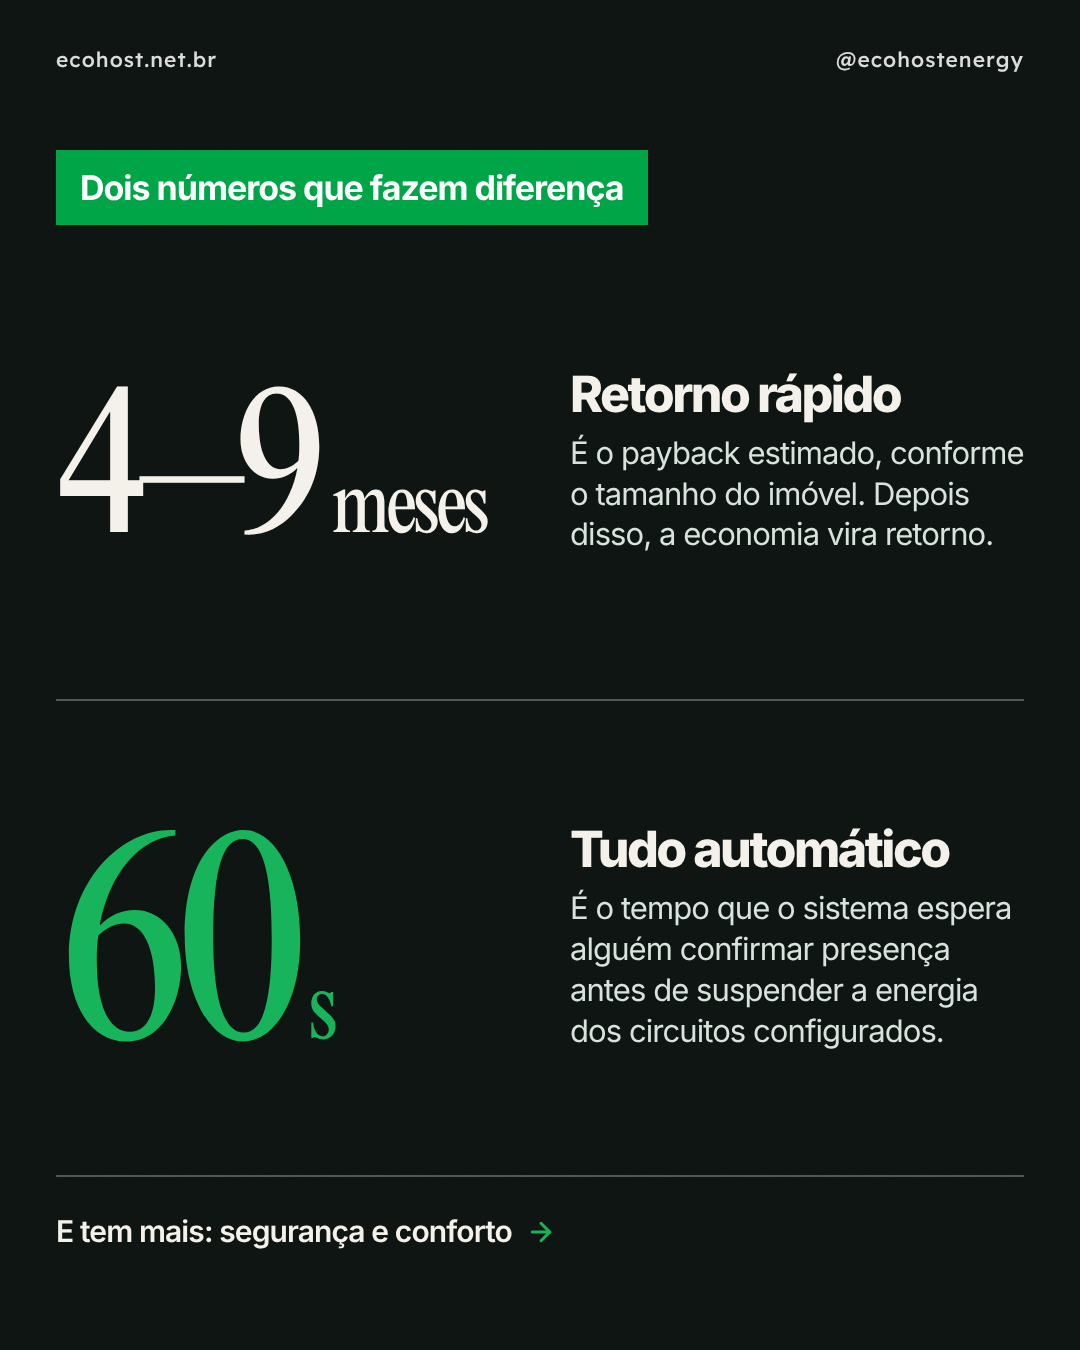 ecohost.net.br
@ecohostenergy
Dois números que fazem diferença
4—9 meses
Retorno rápido
É o payback estimado, conforme
o tamanho do imóvel. Depois
disso, a economia vira retorno.
60s
Tudo automático
É o tempo que o sistema espera
alguém confirmar presença
antes de suspender a energia
dos circuitos configurados.
E tem mais: segurança e conforto →